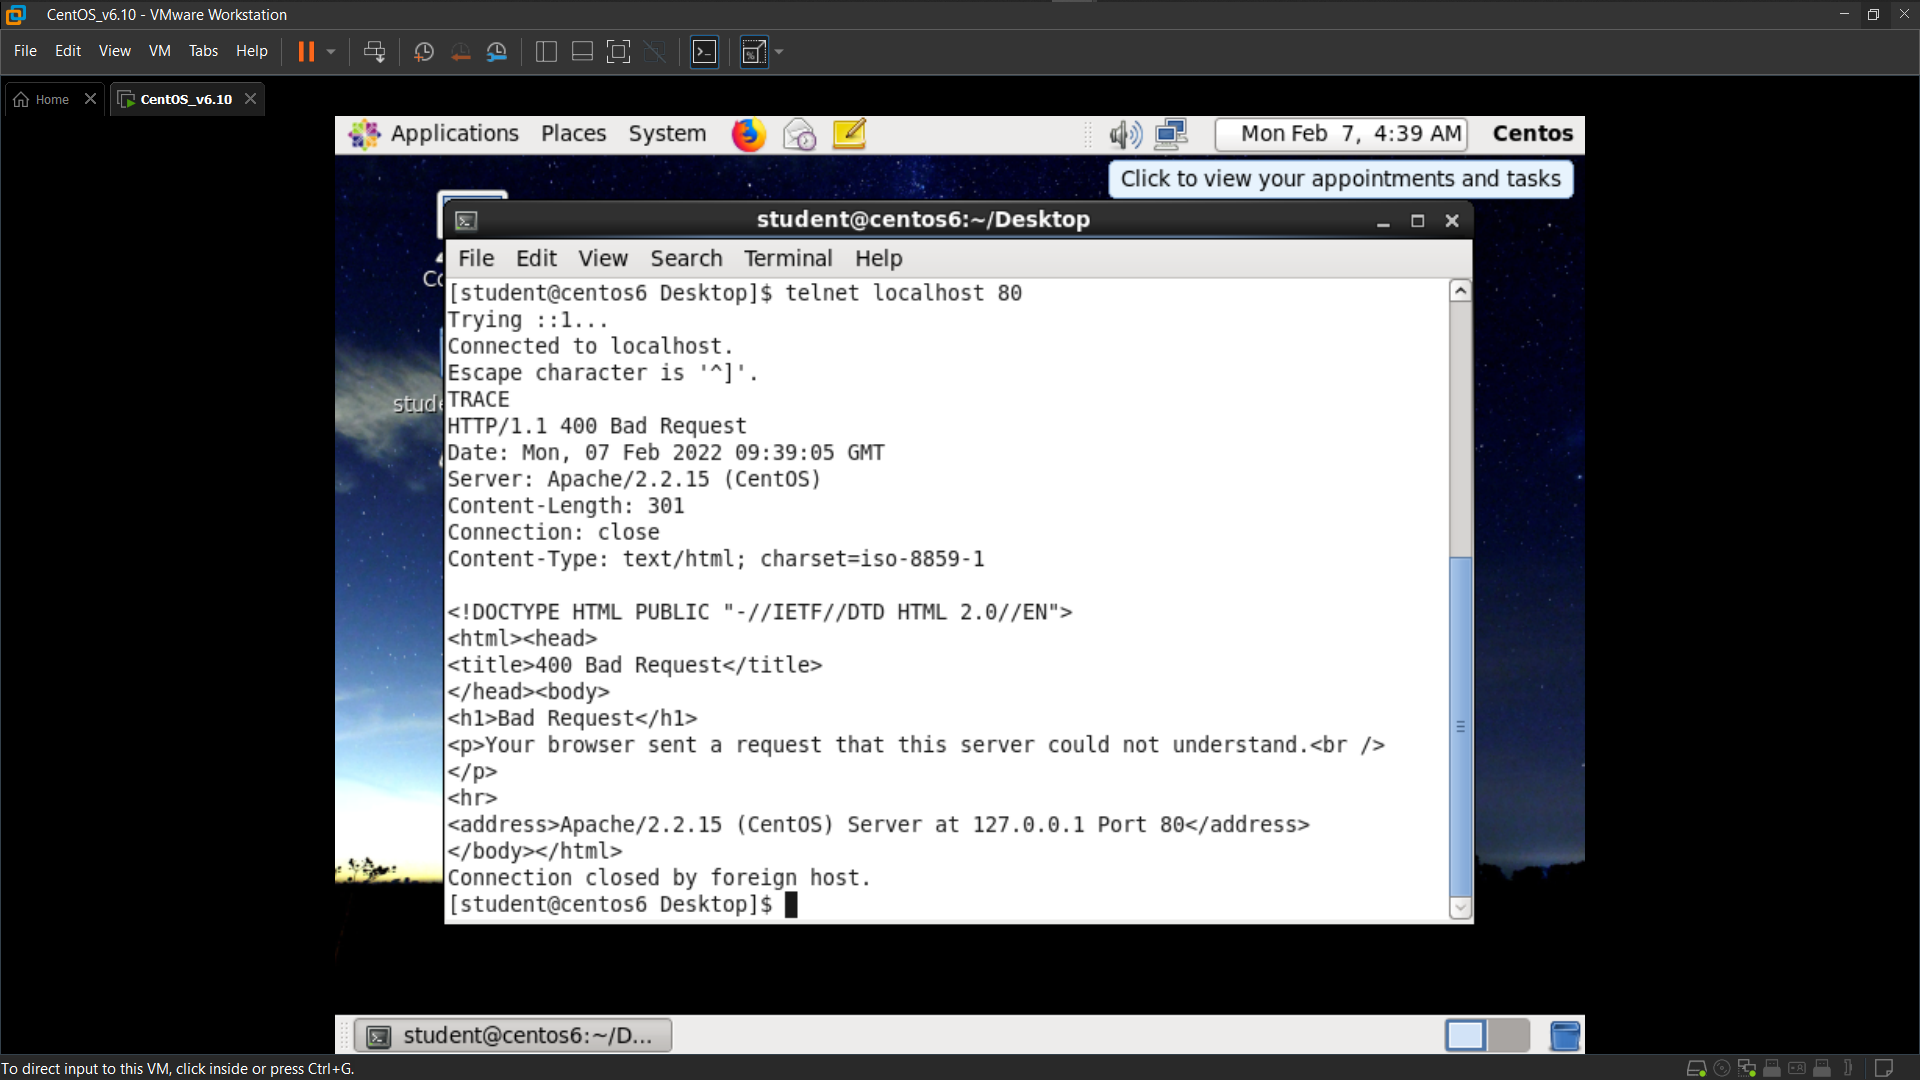 CentOS_v6.10 - VMware Workstation
File Edit View VM Tabs Help
Home CentOS_v6.10
Applications Places System Mon Feb 7, 4:39 AM Centos
Click to view your appointments and tasks
student@centos6:~/Desktop
File Edit View Search Terminal Help
[student@centos6 Desktop]$ telnet localhost 80
Trying ::1...
Connected to localhost.
Escape character is '^]'.
TRACE
HTTP/1.1 400 Bad Request
Date: Mon, 07 Feb 2022 09:39:05 GMT
Server: Apache/2.2.15 (CentOS)
Content-Length: 301
Connection: close
Content-Type: text/html; charset=iso-8859-1
<!DOCTYPE HTML PUBLIC "-//IETF//DTD HTML 2.0//EN">
<html><head>
<title>400 Bad Request</title>
</head><body>
<h1>Bad Request</h1>
<p>Your browser sent a request that this server could not understand.<br />
</p>
<hr>
<address>Apache/2.2.15 (CentOS) Server at 127.0.0.1 Port 80</address>
</body></html>
Connection closed by foreign host.
[student@centos6 Desktop]$
student@centos6:~/D...
To direct input to this VM, click inside or press Ctrl+G.